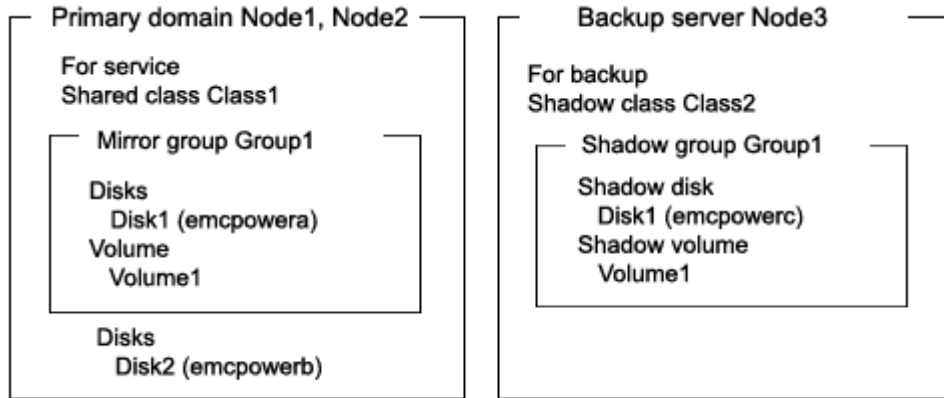 Primary domain Node1, Node2
For service
Shared class Class1
Mirror group Group1
Disks
Disk1 (emcpowera)
Volume
Volume1
Disks
Disk2 (emcpowerb)
Backup server Node3
For backup
Shadow class Class2
Shadow group Group1
Shadow disk
Disk1 (emcpowerc)
Shadow volume
Volume1